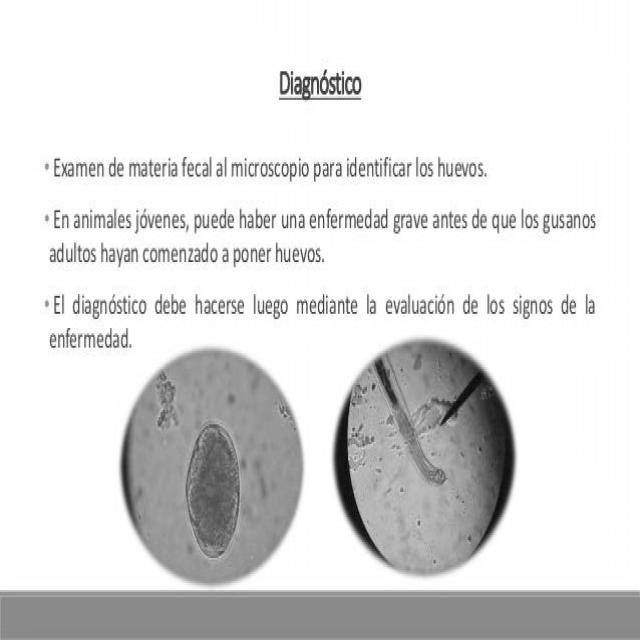 Diagnóstico
• Examen de materia fecal al microscopio para identificar los huevos.
• En animales jóvenes, puede haber una enfermedad grave antes de que los gusanos
adultos hayan comenzado a poner huevos.
• El diagnóstico debe hacerse luego mediante la evaluación de los signos de la
enfermedad.